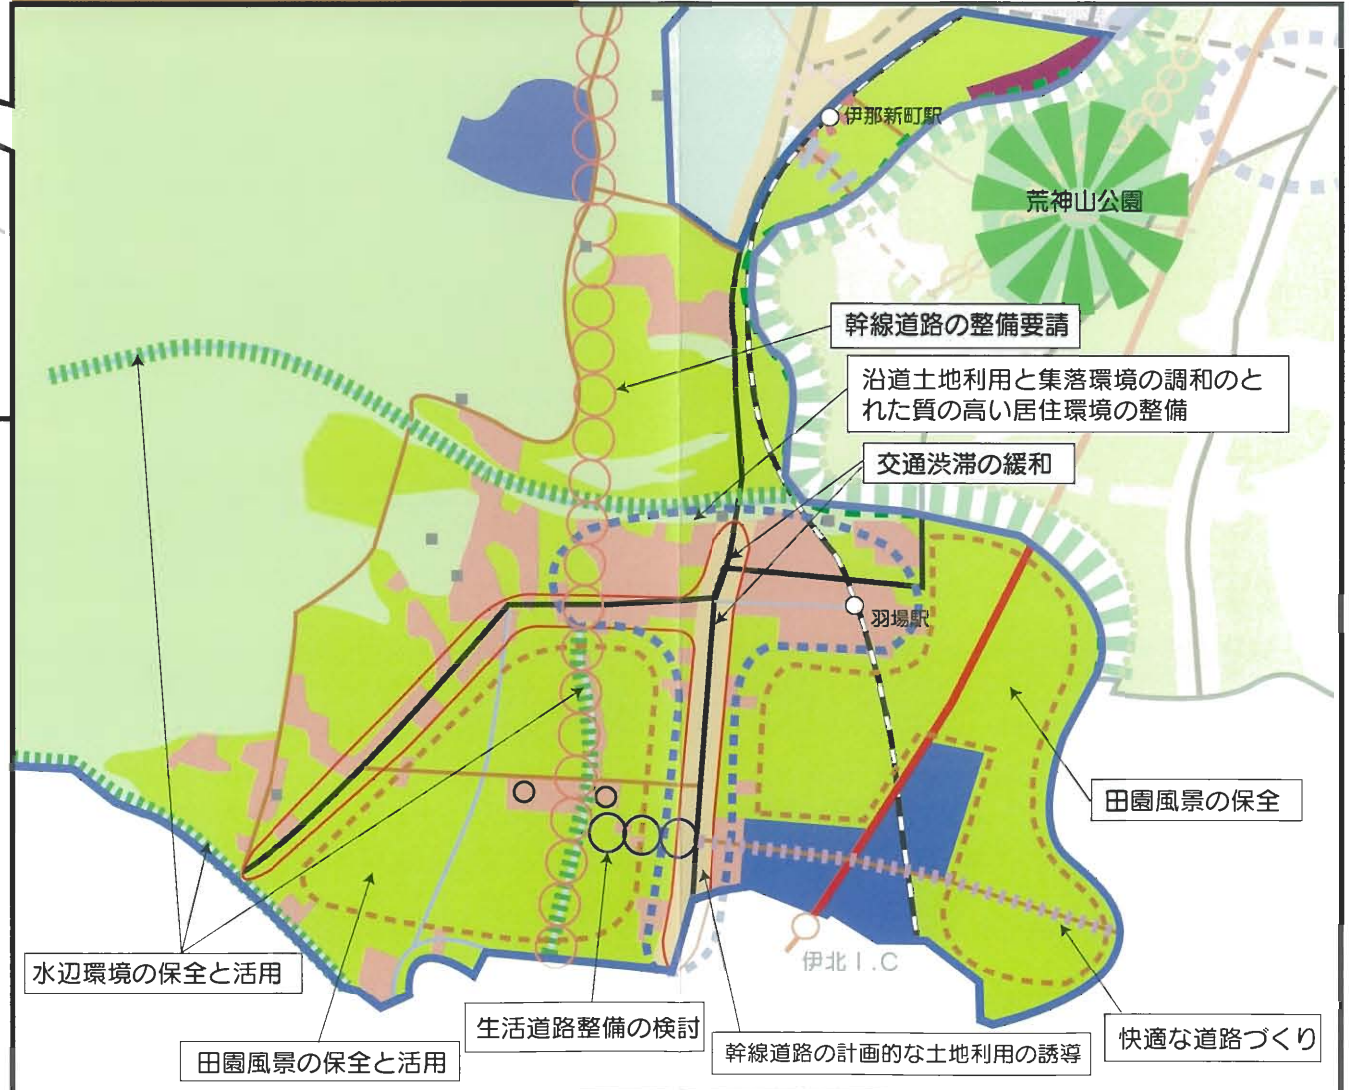 伊那新町駅
荒神山公園
幹線道路の整備要請
沿道土地利用と集落環境の調和のと
れた質の高い居住環境の整備
交通渋滞の緩和
羽場駅
田園風景の保全
伊北I.C
水辺環境の保全と活用
生活道路整備の検討
快適な道路づくり
幹線道路の計画的な土地利用の誘導
田園風景の保全と活用